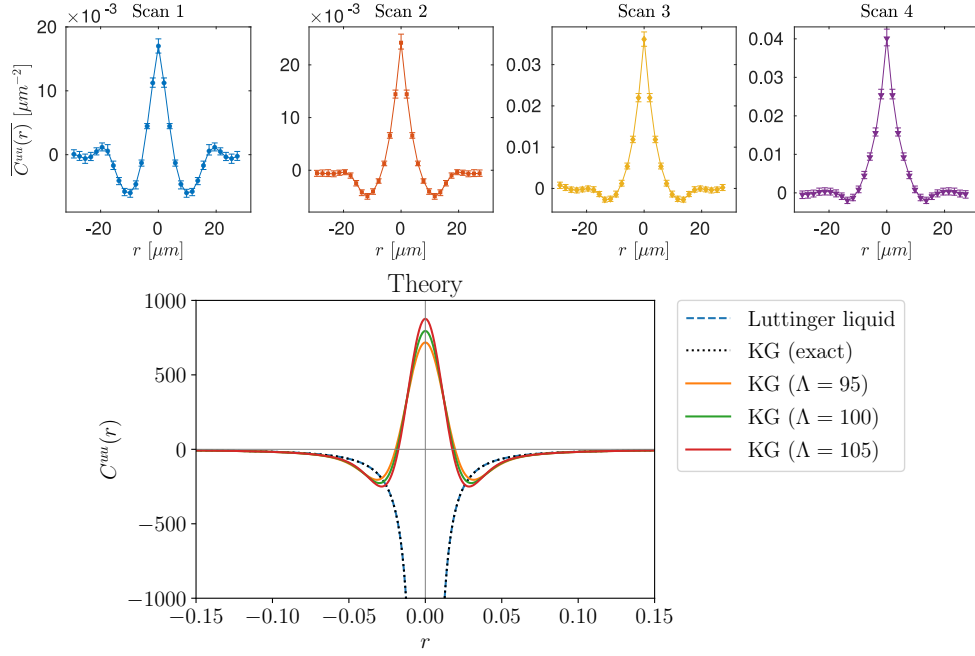 Scan 1
Scan 2
Scan 3
Scan 4
×10⁻³
20
10
0
-20
0
20
r [μm]
C^{uu}(r) [μm⁻²]
×10⁻³
20
10
0
-20
0
20
r [μm]
0.03
0.02
0.01
0
-20
0
20
r [μm]
0.04
0.03
0.02
0.01
0
-20
0
20
r [μm]
Theory
1000
500
0
−500
−1000
−0.15
−0.10
−0.05
0.00
0.05
0.10
0.15
r
C^{uu}(r)
Luttinger liquid
KG (exact)
KG (Λ = 95)
KG (Λ = 100)
KG (Λ = 105)